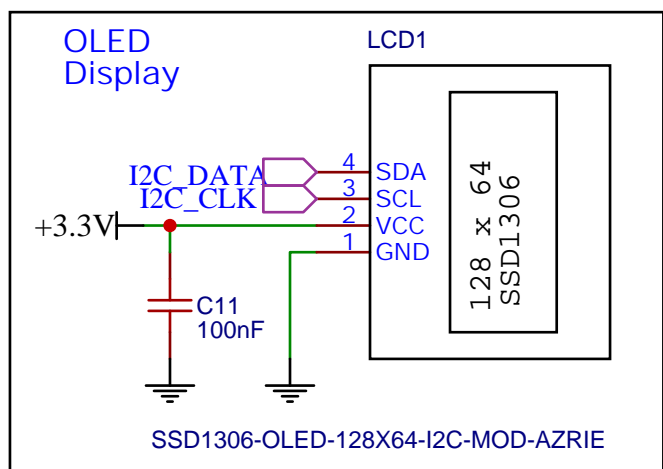 OLED
Display
LCD1
I2C_DATA
4
SDA
I2C_CLK
3
SCL
+3.3V
2
VCC
1
GND
128 x 64
SSD1306
C11
100nF
SSD1306-OLED-128X64-I2C-MOD-AZRIE